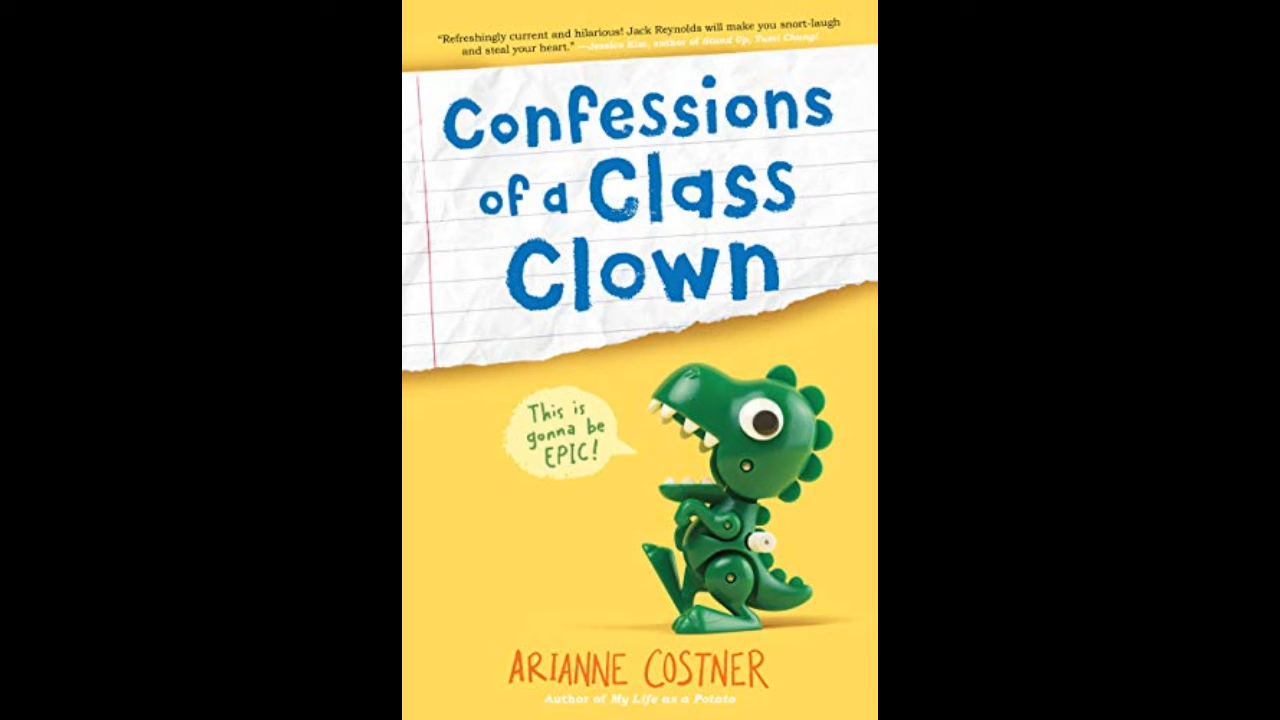 “Refreshingly current and hilarious! Jack Reynolds will make you snort-laugh
and steal your heart.” —Jessica Kim, author of Stand Up, Yumi Chung!
Confessions
of a Class
Clown
This is
gonna be
EPIC!
ARIANNE COSTNER
Author of My Life as a Potato